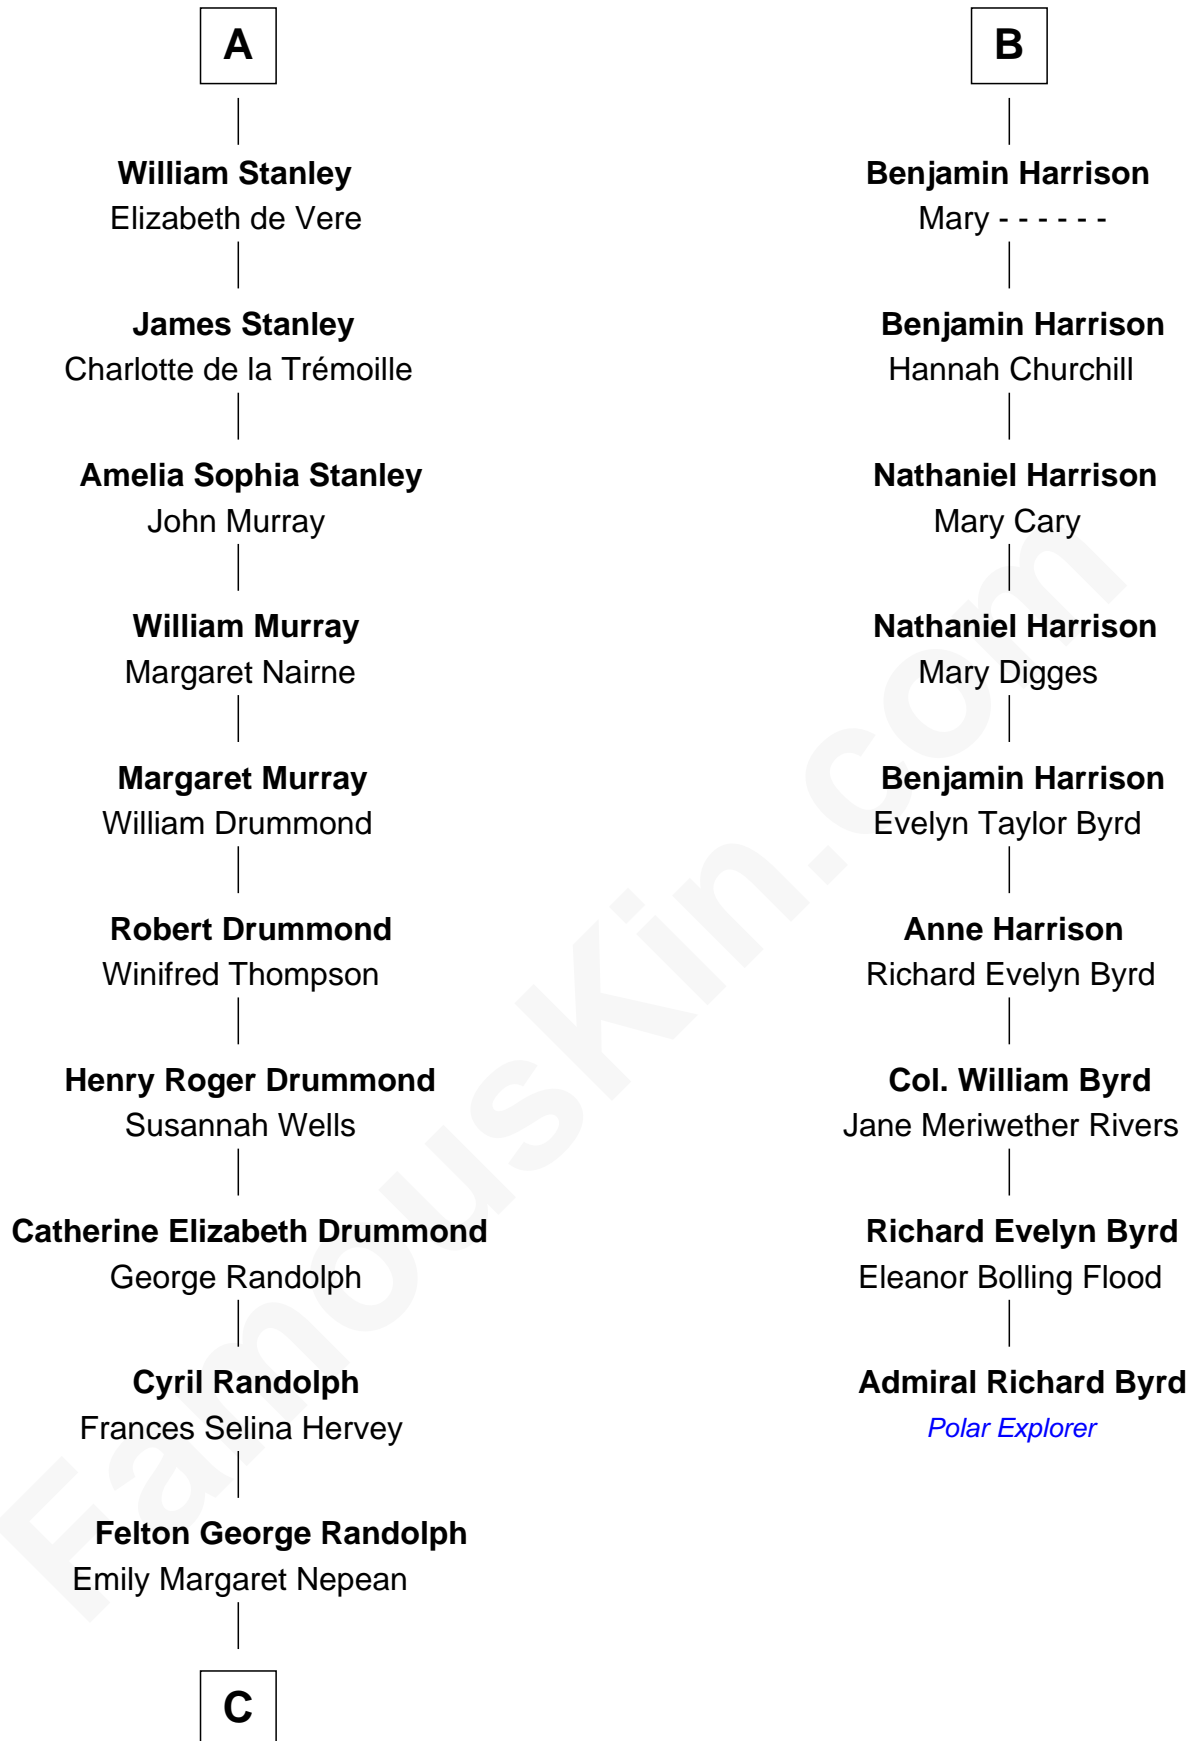 A
William Stanley
Elizabeth de Vere
James Stanley
Charlotte de la Trémoille
Amelia Sophia Stanley
John Murray
William Murray
Margaret Nairne
Margaret Murray
William Drummond
Robert Drummond
Winifred Thompson
Henry Roger Drummond
Susannah Wells
Catherine Elizabeth Drummond
George Randolph
Cyril Randolph
Frances Selina Hervey
Felton George Randolph
Emily Margaret Nepean
C
B
Benjamin Harrison
Mary - - - - - -
Benjamin Harrison
Hannah Churchill
Nathaniel Harrison
Mary Cary
Nathaniel Harrison
Mary Digges
Benjamin Harrison
Evelyn Taylor Byrd
Anne Harrison
Richard Evelyn Byrd
Col. William Byrd
Jane Meriwether Rivers
Richard Evelyn Byrd
Eleanor Bolling Flood
Admiral Richard Byrd
Polar Explorer
FamousKin.com